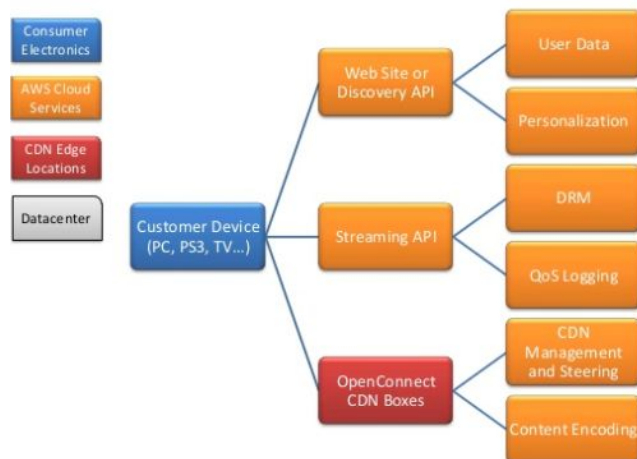 Consumer
Electronics
AWS Cloud
Services
CDN Edge
Locations
Datacenter
Customer Device
(PC, PS3, TV...)
Web Site or
Discovery API
User Data
Personalization
Streaming API
DRM
QoS Logging
OpenConnect
CDN Boxes
CDN
Management
and Steering
Content Encoding